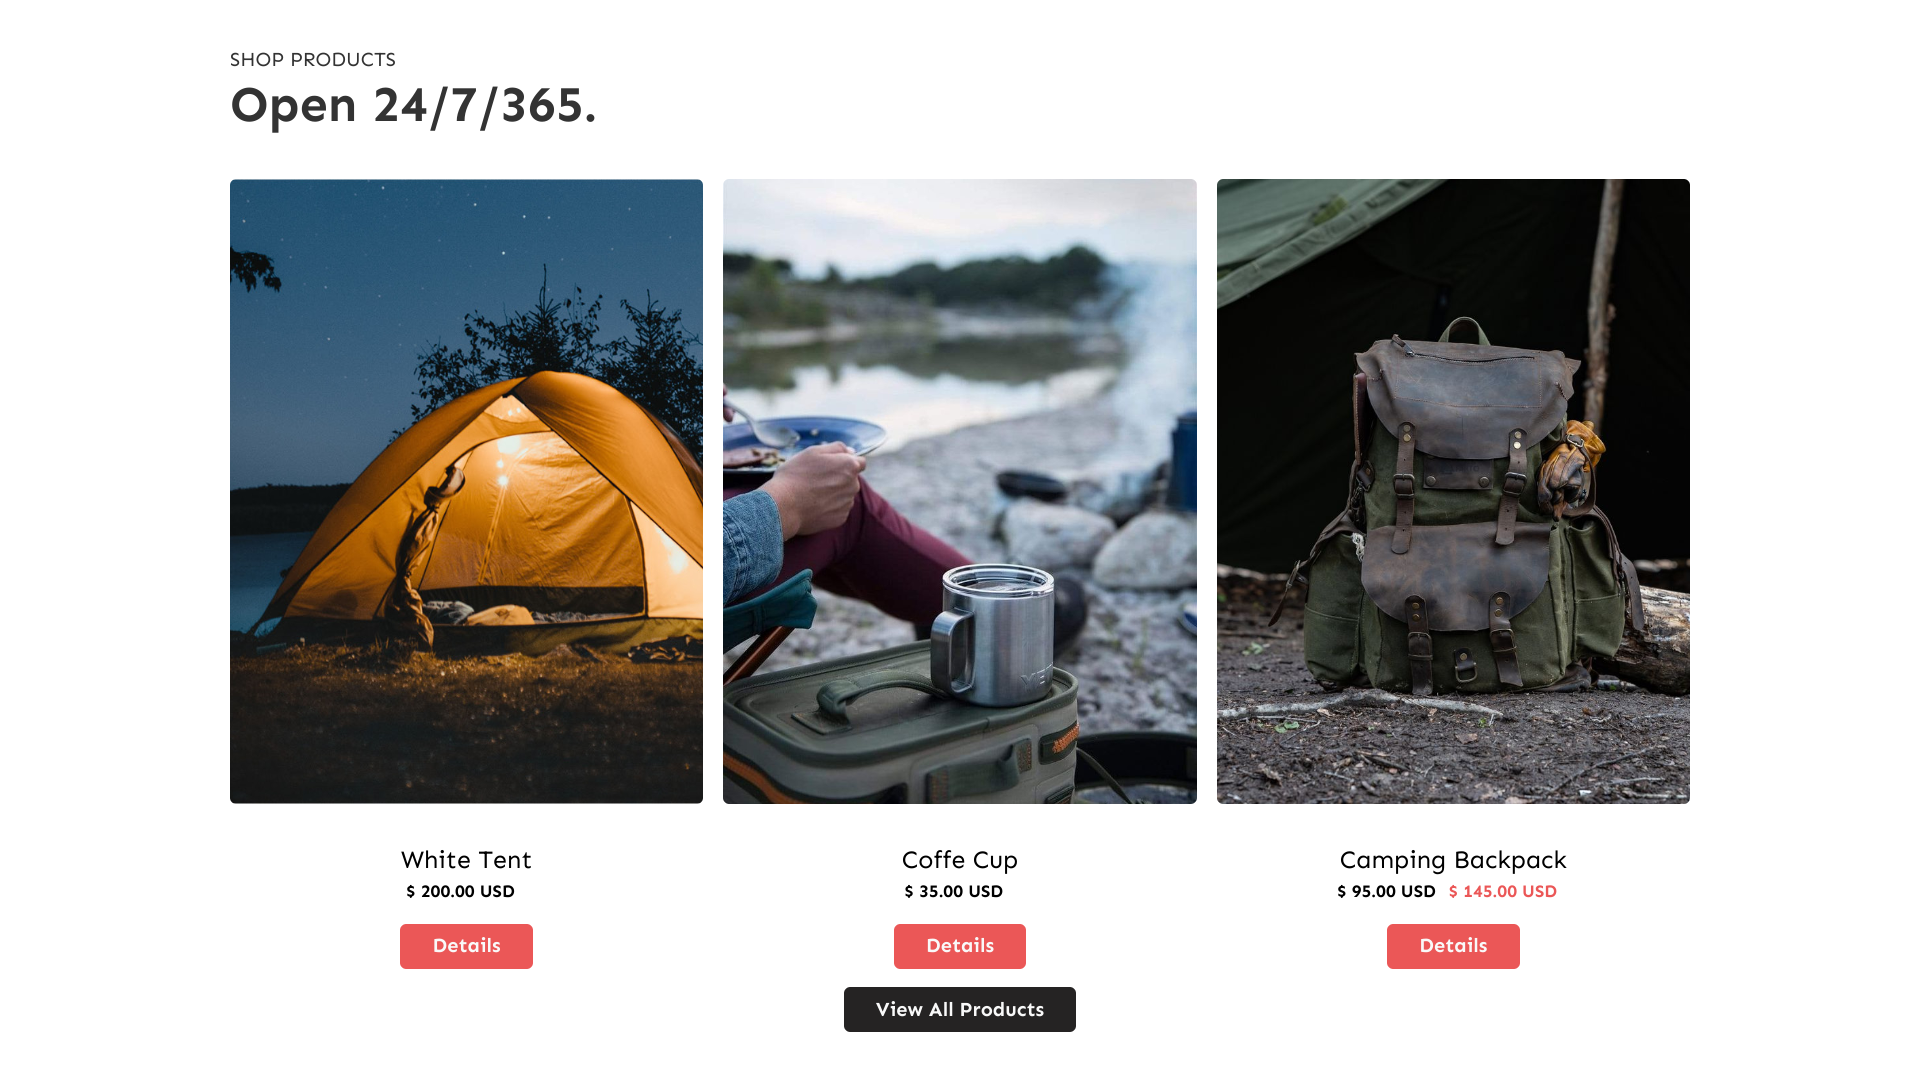 SHOP PRODUCTS
Open 24/7/365.
YETI
White Tent
$ 200.00 USD
Details
Coffe Cup
$ 35.00 USD
Details
Camping Backpack
$ 95.00 USD $ 145.00 USD
Details
View All Products